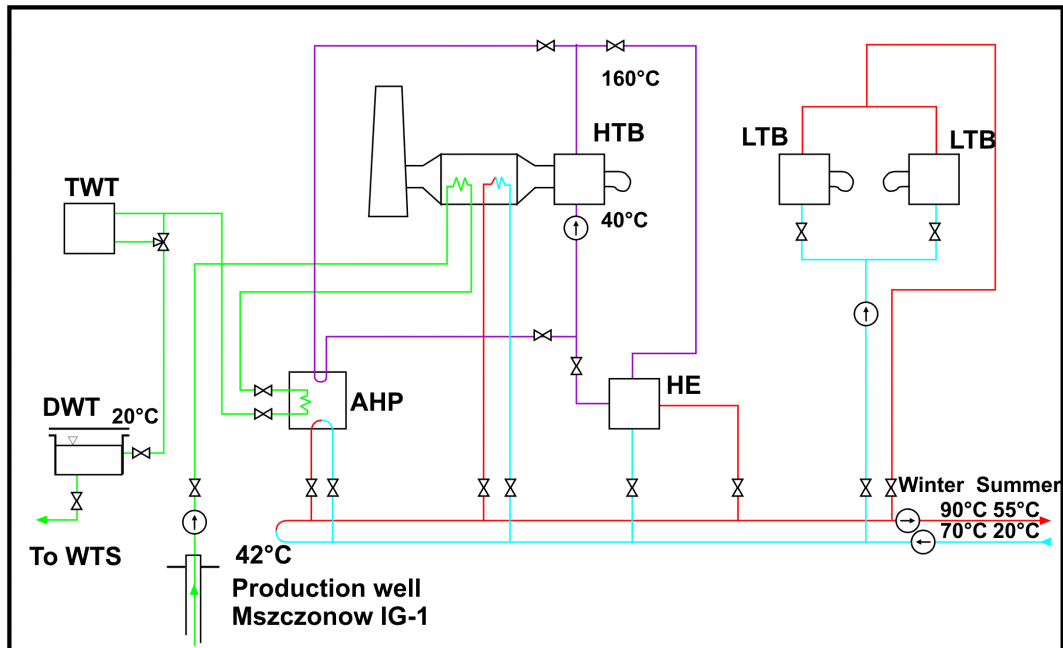 160°C
HTB
LTB
LTB
TWT
40°C
HE
AHP
DWT
20°C
Winter Summer
90°C 55°C
70°C 20°C
To WTS
42°C
Production well
Mszczonow IG-1